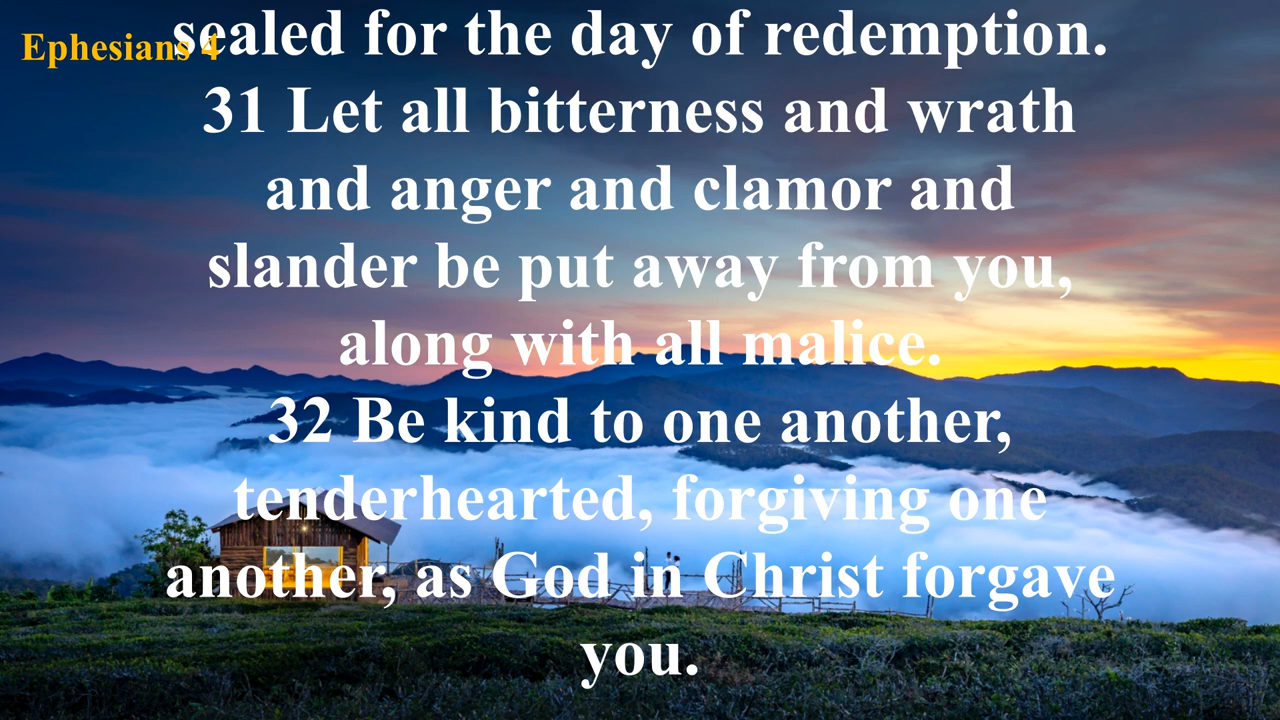 Ephesians 4
sealed for the day of redemption.
31 Let all bitterness and wrath
and anger and clamor and
slander be put away from you,
along with all malice.
32 Be kind to one another,
tenderhearted, forgiving one
another, as God in Christ forgave
you.